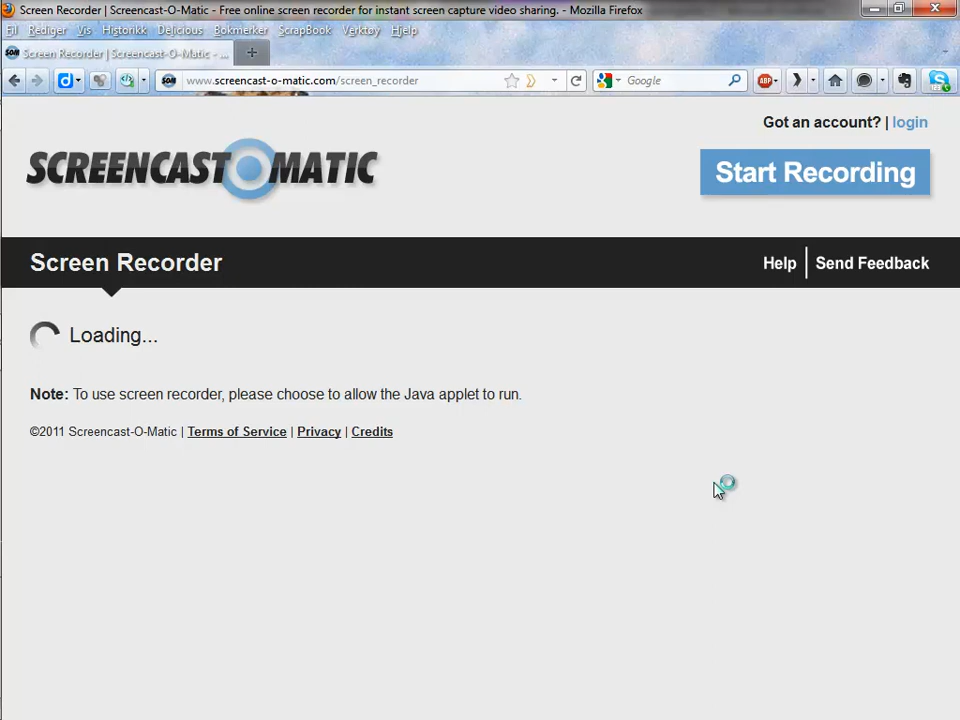 Screen Recorder | Screencast-O-Matic - Free online screen recorder for instant screen capture video sharing. - Mozilla Firefox
Fil Rediger Vis Historikk Delicious Bokmerker ScrapBook Verktøy Hjelp
Screen Recorder | Screencast-O-Matic - ...
www.screencast-o-matic.com/screen_recorder
Google
Got an account? | login
SCREENCAST O MATIC
Start Recording
Screen Recorder
Help Send Feedback
Loading...
Note: To use screen recorder, please choose to allow the Java applet to run.
©2011 Screencast-O-Matic | Terms of Service | Privacy | Credits